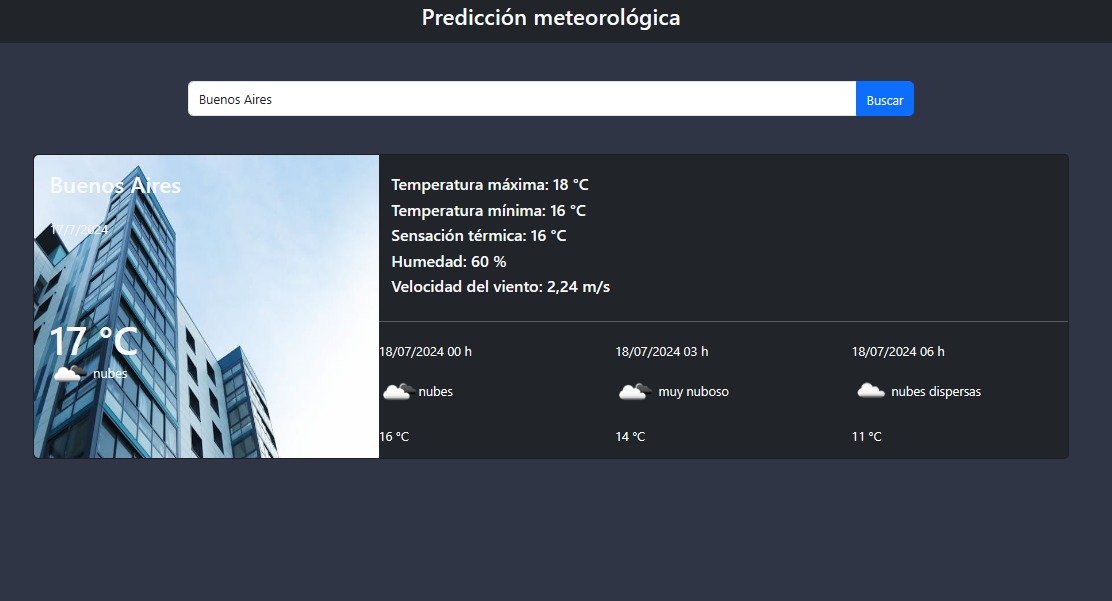 Predicción meteorológica
Buenos Aires
Buscar
Buenos Aires
17/7/2024
17 °C
nubes
Temperatura máxima: 18 °C
Temperatura mínima: 16 °C
Sensación térmica: 16 °C
Humedad: 60 %
Velocidad del viento: 2,24 m/s
18/07/2024 00 h
nubes
16 °C
18/07/2024 03 h
muy nuboso
14 °C
18/07/2024 06 h
nubes dispersas
11 °C